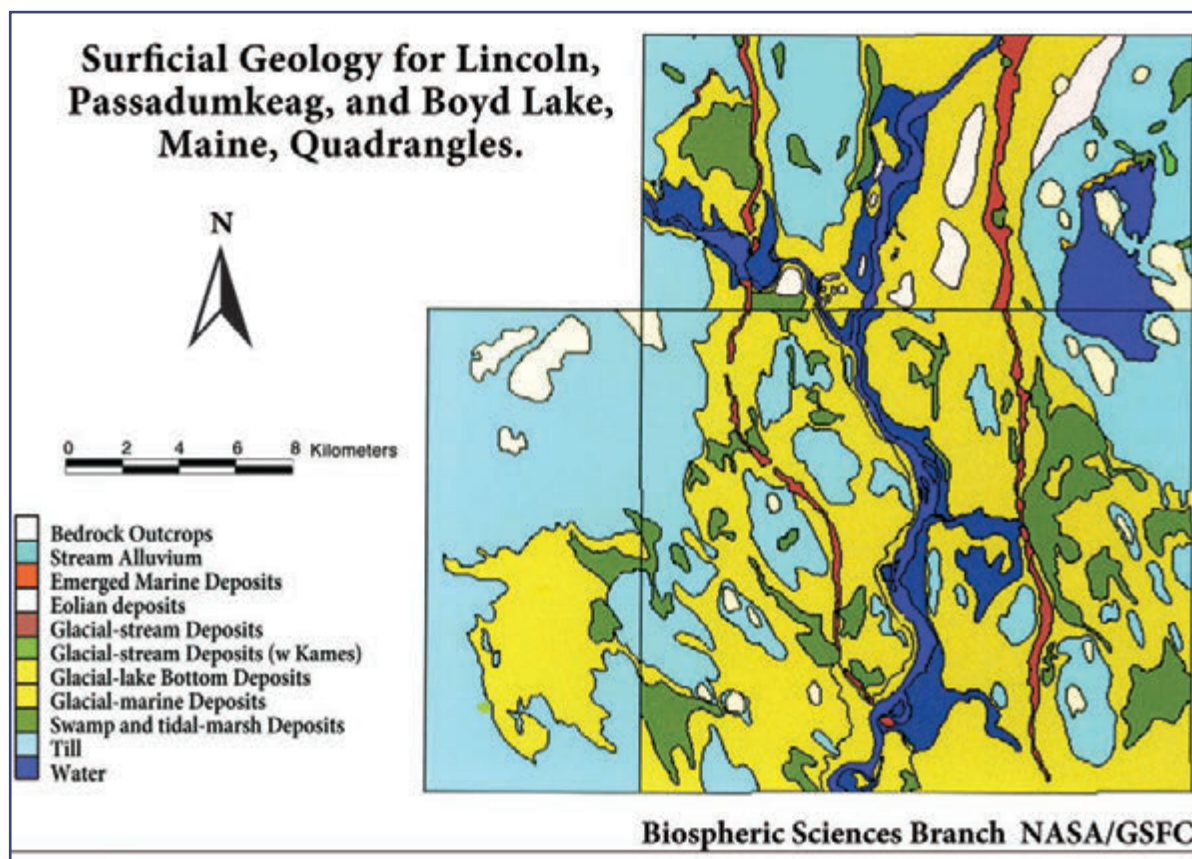 Surficial Geology for Lincoln,
Passadumkeag, and Boyd Lake,
Maine, Quadrangles.
N
0 2 4 6 8 Kilometers
Bedrock Outcrops
Stream Alluvium
Emerged Marine Deposits
Eolian deposits
Glacial-stream Deposits
Glacial-stream Deposits (w Kames)
Glacial-lake Bottom Deposits
Glacial-marine Deposits
Swamp and tidal-marsh Deposits
Till
Water
Biospheric Sciences Branch NASA/GSFC